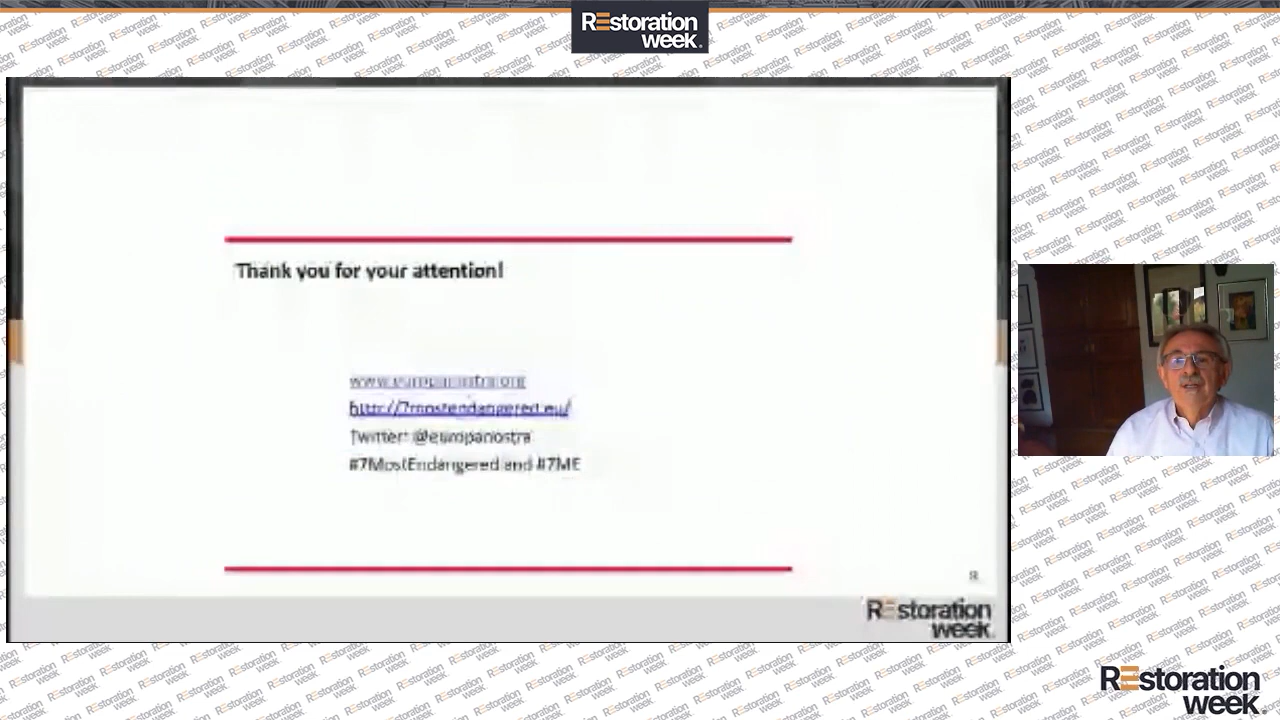 REstoration
week.
Thank you for your attention!
www.europanostra.org
http://7mostendangered.eu/
Twitter: @europanostra
#7MostEndangered and #7ME
REstoration
week.
REstoration
week.